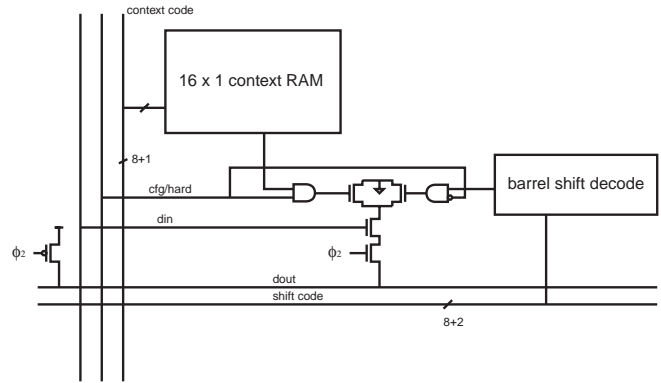 context code
16 x 1 context RAM
8+1
barrel shift decode
cfg/hard
din
ϕ2
ϕ2
dout
shift code
8+2